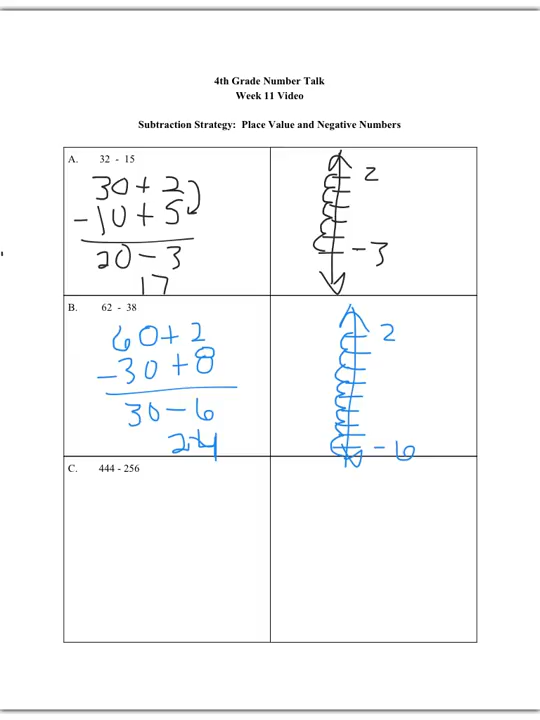 4th Grade Number Talk
Week 11 Video
Subtraction Strategy: Place Value and Negative Numbers
A. 32 - 15
30 + 2
- 10 + 5
20 - 3
17
2
- 3
B. 62 - 38
60 + 2
- 30 + 8
30 - 6
24
2
- 6
C. 444 - 256